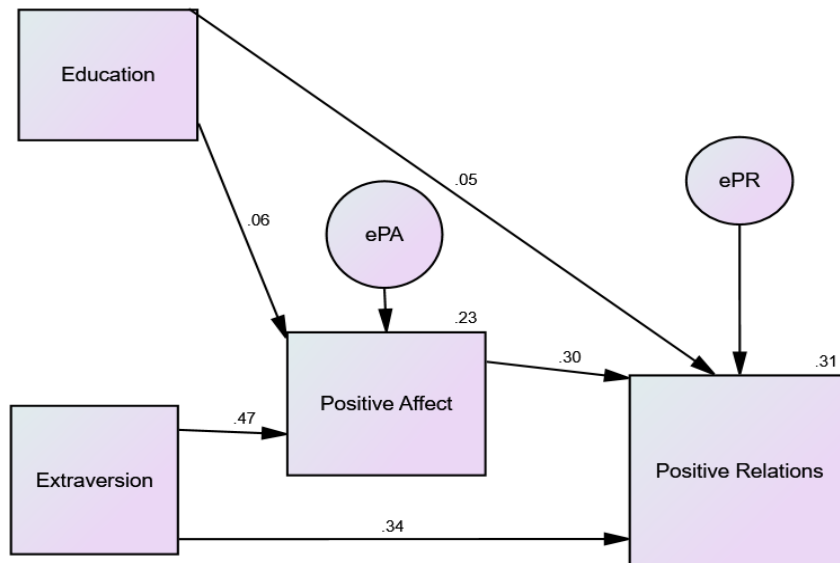 Education
ePR
.05
.06
ePA
.23
.30
.31
Positive Affect
.47
Positive Relations
Extraversion
.34